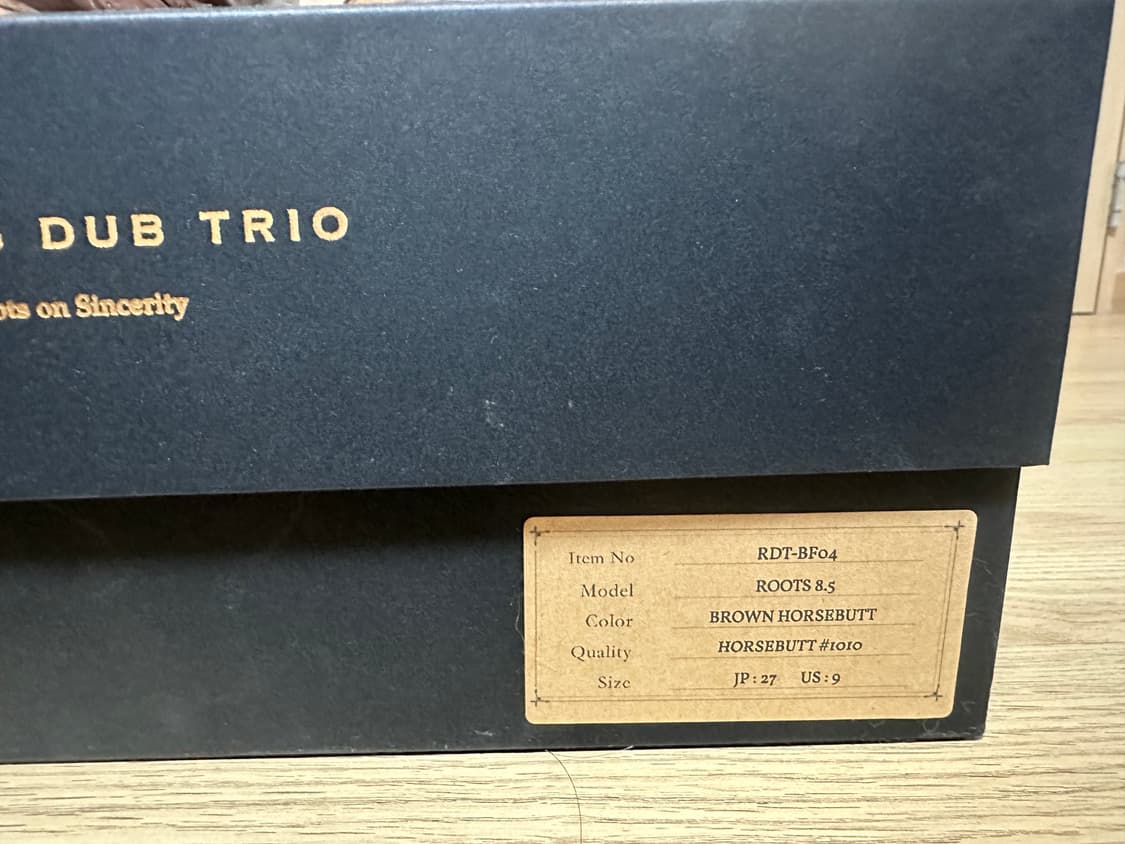 DUB TRIO
on Sincerity
Item No RDT-BF04
Model ROOTS 8.5
Color BROWN HORSEBUTT
Quality HORSEBUTT #1010
Size JP : 27 US : 9